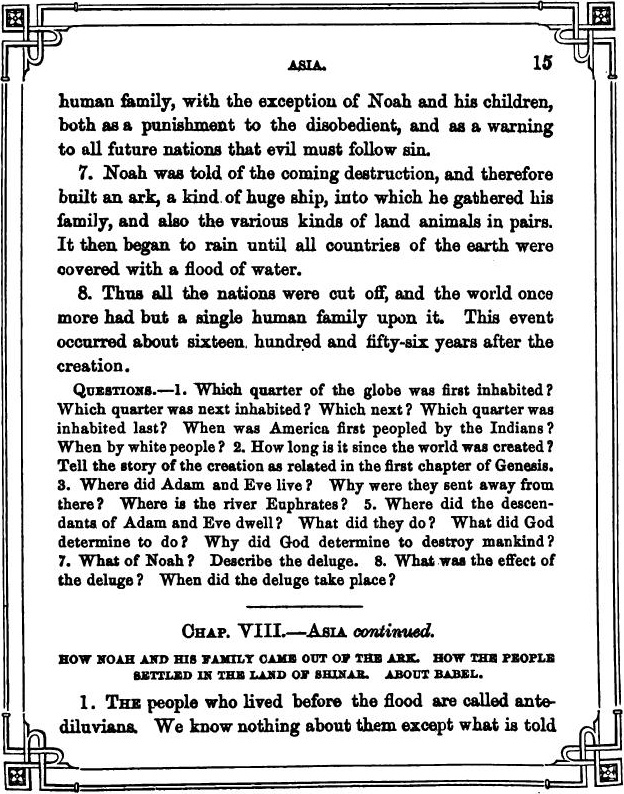 ASIA. 15
human family, with the exception of Noah and his children,
both as a punishment to the disobedient, and as a warning
to all future nations that evil must follow sin.
7. Noah was told of the coming destruction, and therefore
built an ark, a kind of huge ship, into which he gathered his
family, and also the various kinds of land animals in pairs.
It then began to rain until all countries of the earth were
covered with a flood of water.
8. Thus all the nations were cut off, and the world once
more had but a single human family upon it. This event
occurred about sixteen hundred and fifty-six years after the
creation.
QUESTIONS.—1. Which quarter of the globe was first inhabited?
Which quarter was next inhabited? Which next? Which quarter was
inhabited last? When was America first peopled by the Indians?
When by white people? 2. How long is it since the world was created?
Tell the story of the creation as related in the first chapter of Genesis.
3. Where did Adam and Eve live? Why were they sent away from
there? Where is the river Euphrates? 5. Where did the descen-
dants of Adam and Eve dwell? What did they do? What did God
determine to do? Why did God determine to destroy mankind?
7. What of Noah? Describe the deluge. 8. What was the effect of
the deluge? When did the deluge take place?
CHAP. VIII.—ASIA continued.
HOW NOAH AND HIS FAMILY CAME OUT OF THE ARK. HOW THE PEOPLE
SETTLED IN THE LAND OF SHINAR. ABOUT BABEL.
1. THE people who lived before the flood are called ante-
diluvians. We know nothing about them except what is told